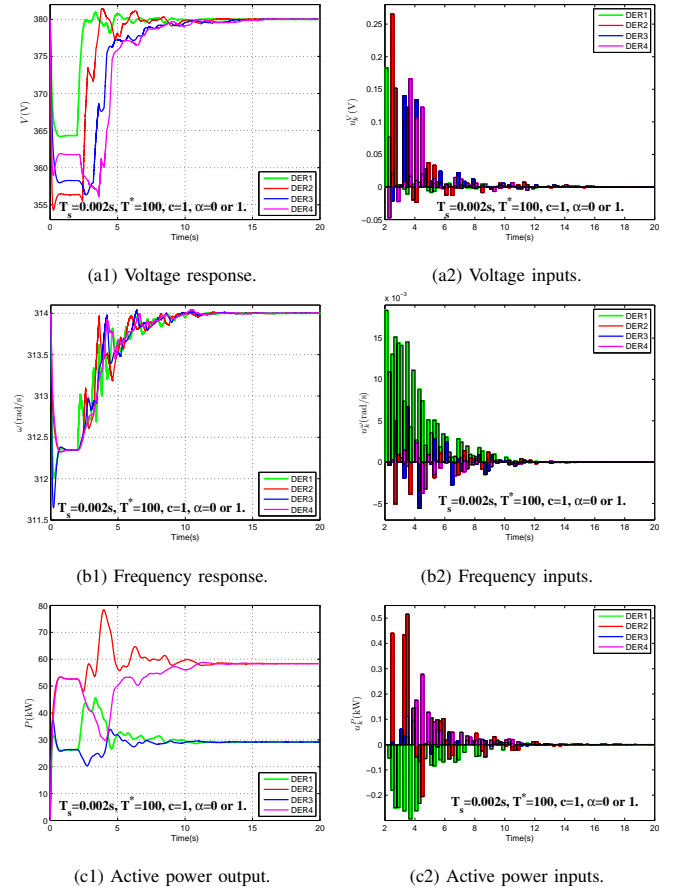 380
375
370
365
360
355
V(V)
0
5
10
15
20
Time(s)
DER1
DER2
DER3
DER4
T_s=0.002s, T*=100, c=1, α=0 or 1.
(a1) Voltage response.
0.25
0.2
0.15
0.1
0.05
0
−0.05
u_k^V(V)
2
4
6
8
10
12
14
16
18
20
Time(s)
DER1
DER2
DER3
DER4
T_s=0.002s, T*=100, c=1, α=0 or 1.
(a2) Voltage inputs.
314
313.5
313
312.5
312
311.5
ω(rad/s)
0
5
10
15
20
Time(s)
DER1
DER2
DER3
DER4
T_s=0.002s, T*=100, c=1, α=0 or 1.
(b1) Frequency response.
x 10^−3
15
10
5
0
−5
u_k^ω(rad/s)
2
4
6
8
10
12
14
16
18
20
Time(s)
DER1
DER2
DER3
DER4
T_s=0.002s, T*=100, c=1, α=0 or 1.
(b2) Frequency inputs.
80
70
60
50
40
30
20
10
0
P(kW)
0
5
10
15
20
Time(s)
DER1
DER2
DER3
DER4
T_s=0.002s, T*=100, c=1, α=0 or 1.
(c1) Active power output.
0.5
0.4
0.3
0.2
0.1
0
−0.1
−0.2
u_k^p(kW)
2
4
6
8
10
12
14
16
18
20
Time(s)
DER1
DER2
DER3
DER4
T_s=0.002s, T*=100, c=1, α=0 or 1.
(c2) Active power inputs.